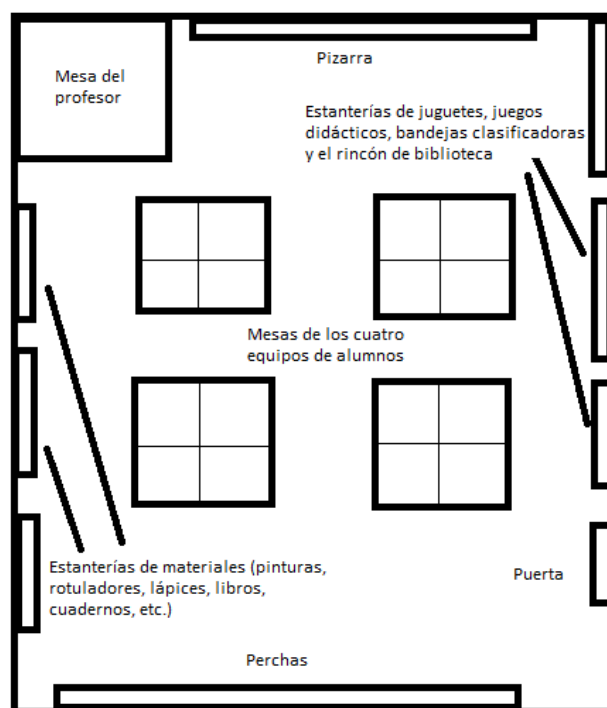 Pizarra
Mesa del
profesor
Estanterías de juguetes, juegos
didácticos, bandejas clasificadoras
y el rincón de biblioteca
Mesas de los cuatro
equipos de alumnos
Estanterías de materiales (pinturas,
rotuladores, lápices, libros,
cuadernos, etc.)
Puerta
Perchas